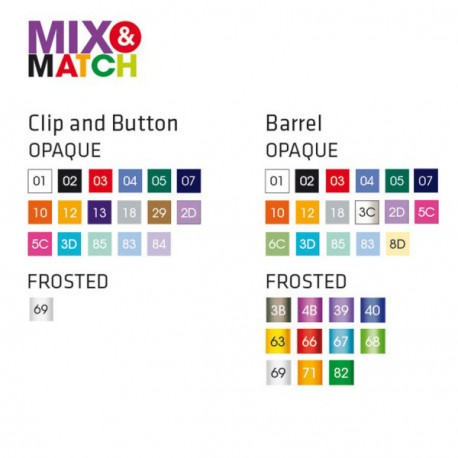 MIX&
MATCH
Clip and Button
OPAQUE
01 02 03 04 05 07
10 12 13 18 29 2D
5C 3D 85 83 84
FROSTED
69
Barrel
OPAQUE
01 02 03 04 05 07
10 12 18 3C 2D 5C
6C 3D 85 83 8D
FROSTED
3B 4B 39 40
63 66 67 68
69 71 82